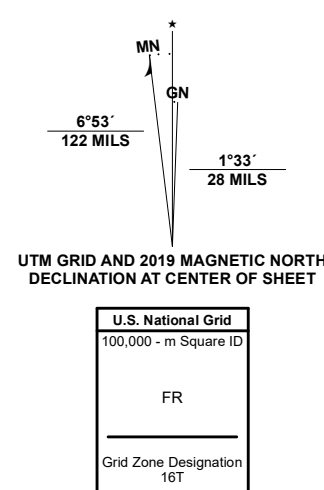 ★
MN
GN
6°53´
122 MILS
1°33´
28 MILS
UTM GRID AND 2019 MAGNETIC NORTH
DECLINATION AT CENTER OF SHEET
U.S. National Grid
100,000 - m Square ID
FR
Grid Zone Designation
16T